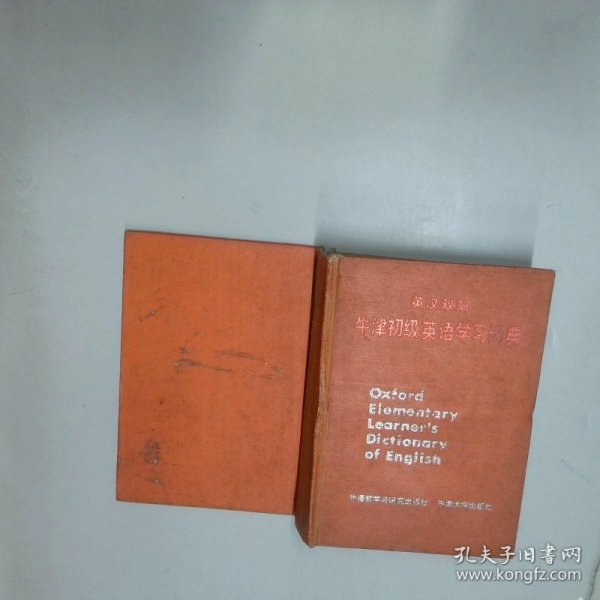 英汉双解
牛津初级英语学习词典
Oxford
Elementary
Learner's
Dictionary
of English
外语教学与研究出版社 牛津大学出版社
孔夫子旧书网
www.kongfz.com